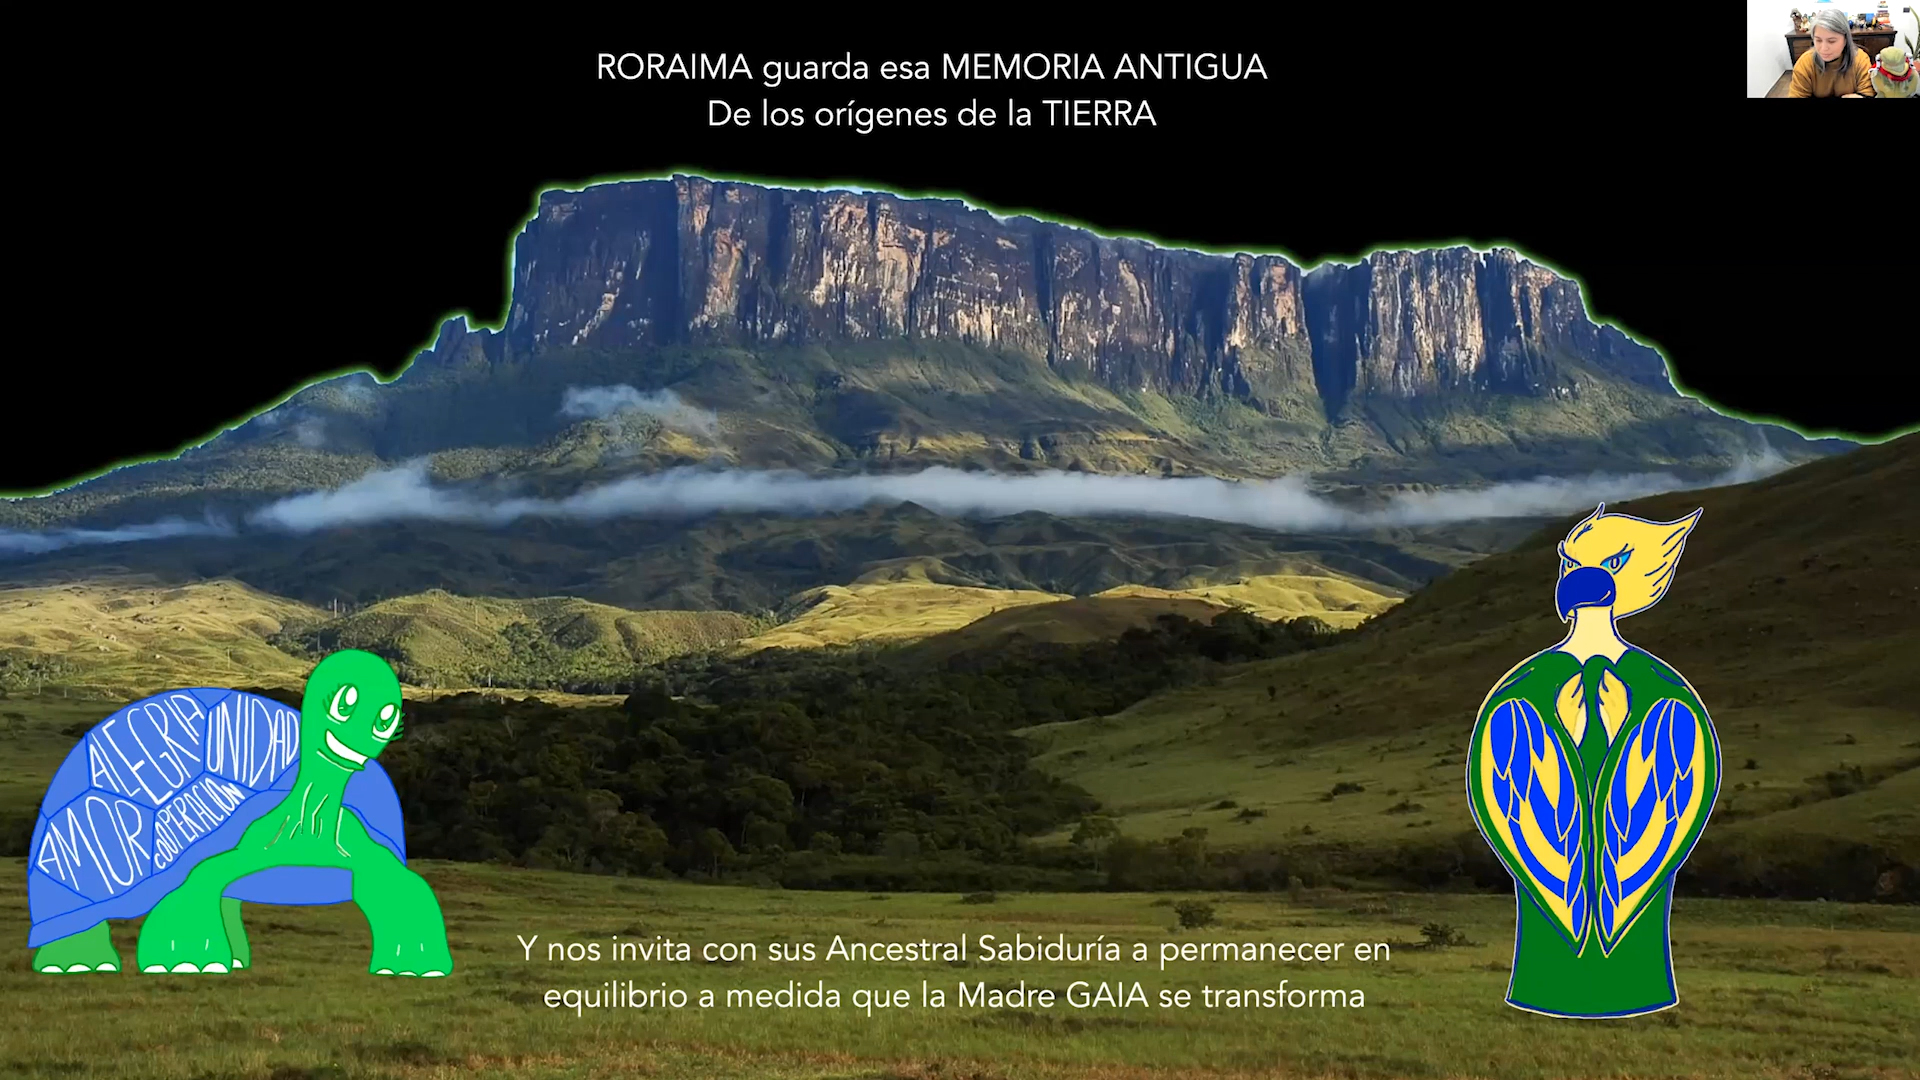 RORAIMA guarda esa MEMORIA ANTIGUA
De los orígenes de la TIERRA
ALEGRIA
UNIDAD
AMOR
COOPERACION
Y nos invita con sus Ancestral Sabiduría a permanecer en
equilibrio a medida que la Madre GAIA se transforma